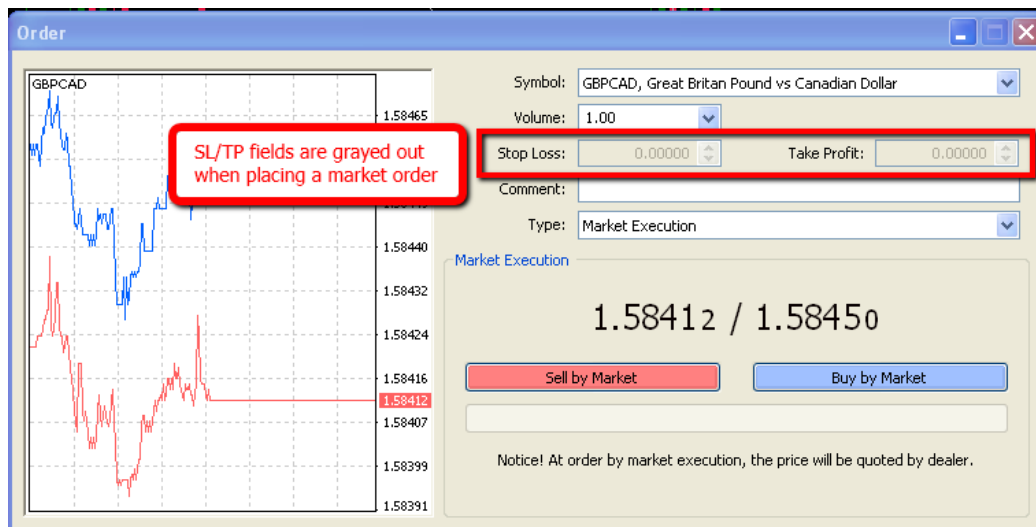 Order
GBPCAD
1.58465
1.58440
1.58432
1.58424
1.58416
1.58412
1.58407
1.58399
1.58391
SL/TP fields are grayed out
when placing a market order
Symbol: GBPCAD, Great Britan Pound vs Canadian Dollar
Volume: 1.00
Stop Loss: 0.00000 Take Profit: 0.00000
Comment:
Type: Market Execution
Market Execution
1.58412 / 1.58450
Sell by Market Buy by Market
Notice! At order by market execution, the price will be quoted by dealer.